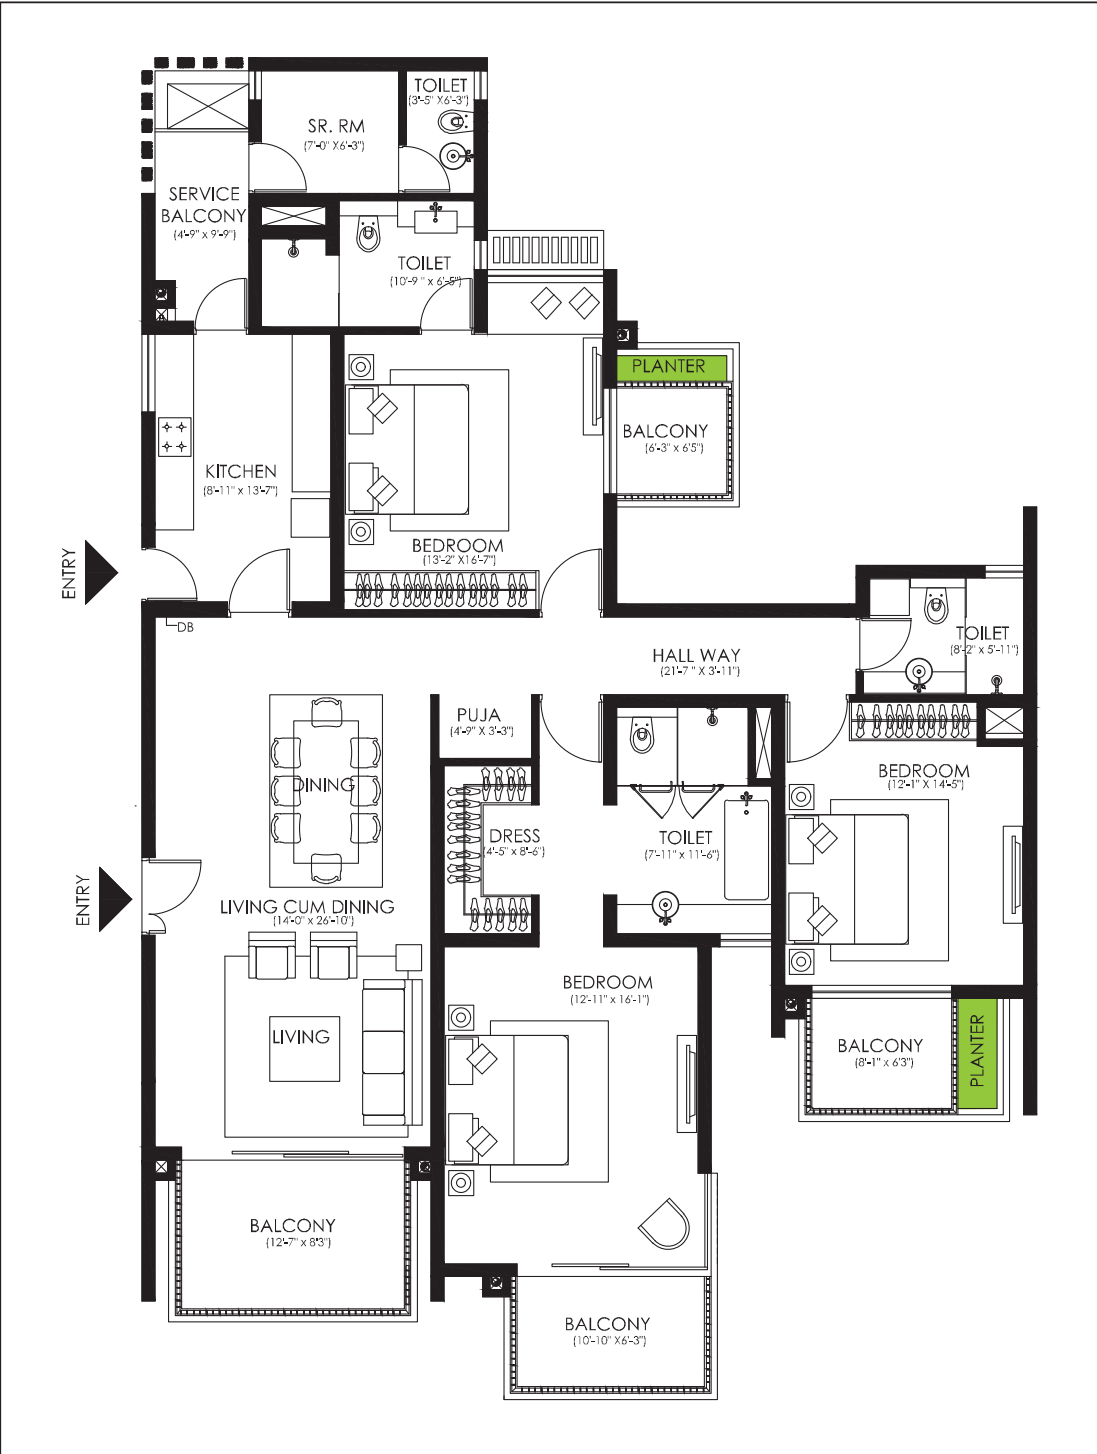 TOILET
(3'-5" X6'-3")
SR. RM
(7'-0" X6'-3")
SERVICE
BALCONY
(4'-9" x 9'-9")
TOILET
(10'-9 " x 6'-5")
PLANTER
BALCONY
(6'-3" x 6'5")
KITCHEN
(8'-11" x 13'-7")
BEDROOM
(13'-2" X16'-7")
ENTRY
DB
HALL WAY
(21'-7 " X 3'-11")
TOILET
(8'-2" x 5'-11")
PUJA
(4'-9" X 3'-3")
DINING
BEDROOM
(12'-1" X 14'-5")
DRESS
(4'-5" x 8'-6")
TOILET
(7'-11" x 11'-6")
ENTRY
LIVING CUM DINING
(14'-0" x 26'-10")
BEDROOM
(12'-11" x 16'-1")
LIVING
BALCONY
(8'-1" x 6'3")
PLANTER
BALCONY
(12'-7" x 8'3")
BALCONY
(10'-10" X6'-3")